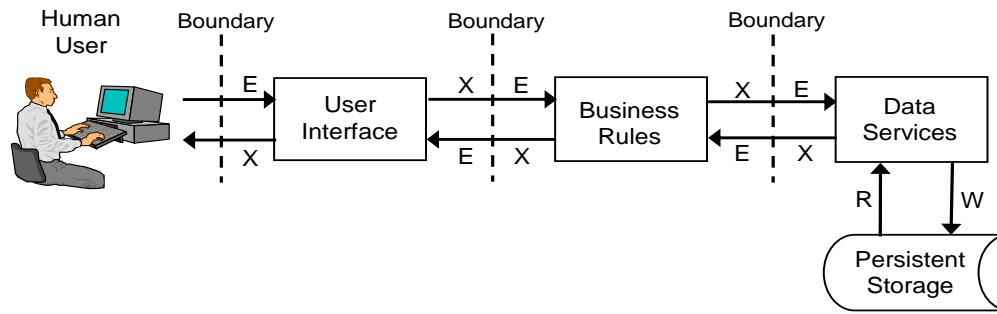 Human
User
Boundary
Boundary
Boundary
E
X
E
X
E
User
Interface
Business
Rules
Data
Services
X
E
X
E
X
R
W
Persistent
Storage